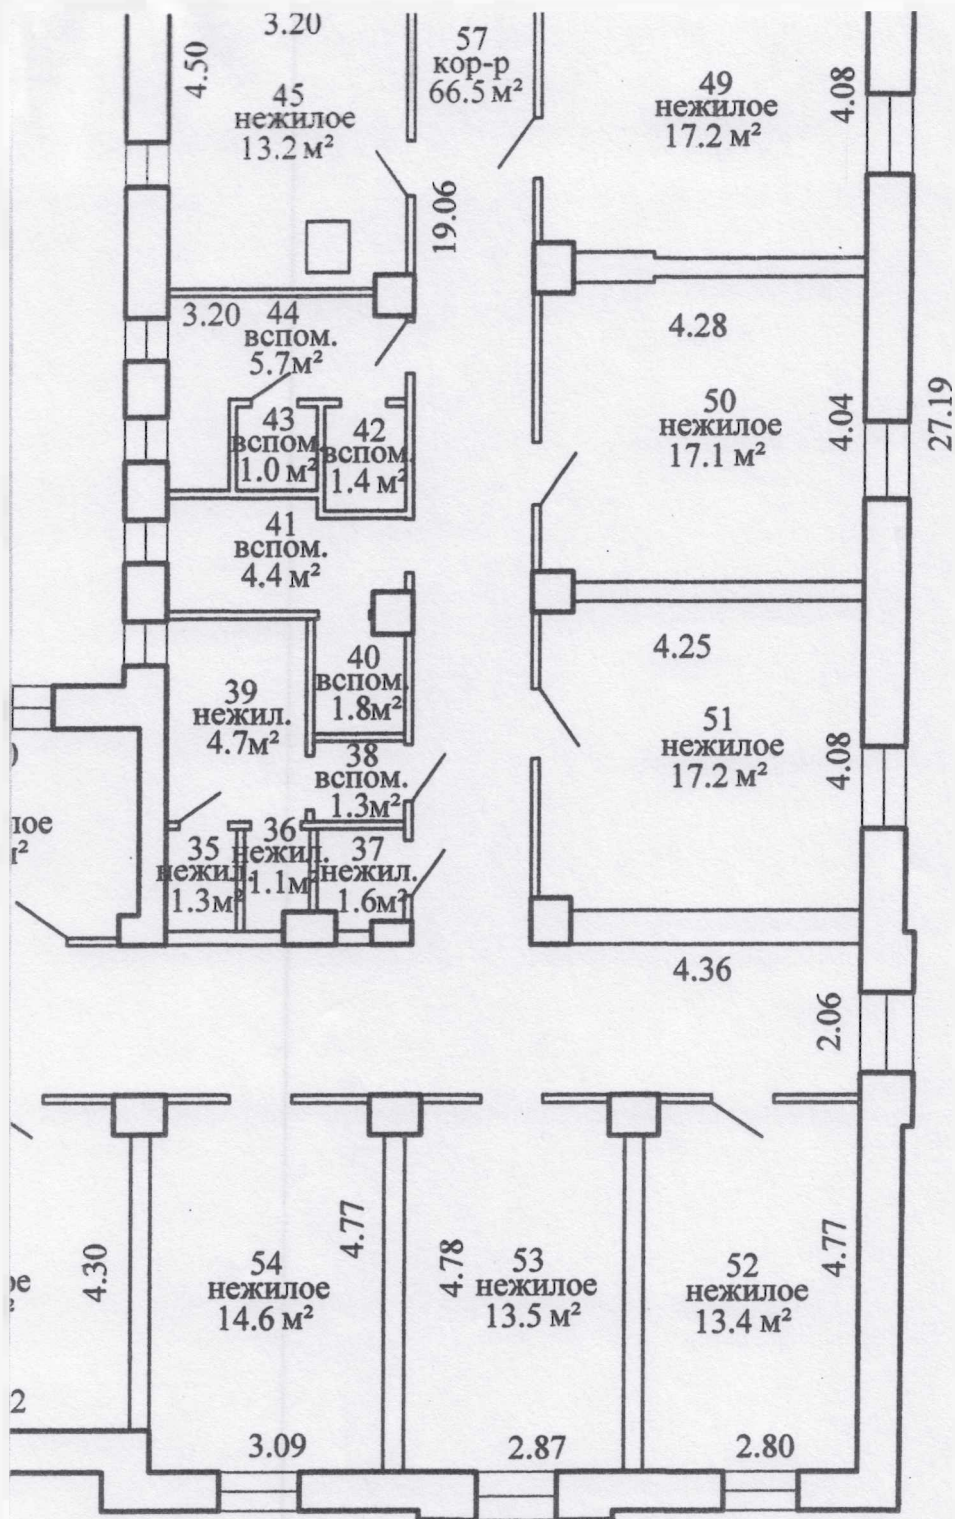 3.20
4.50
45
нежилое
13.2 м²
57
кор-р
66.5 м²
49
нежилое
17.2 м²
4.08
19.06
3.20
44
вспом.
5.7м²
4.28
43
вспом.
1.0 м²
42
вспом.
1.4 м²
50
нежилое
17.1 м²
4.04
27.19
41
вспом.
4.4 м²
4.25
40
вспом.
1.8м²
39
нежил.
4.7м²
51
нежилое
17.2 м²
4.08
38
вспом.
1.3м²
35
нежил.
1.3м²
36
нежил.
1.1м²
37
нежил.
1.6м²
4.36
2.06
4.30
54
нежилое
14.6 м²
4.77
4.78
53
нежилое
13.5 м²
52
нежилое
13.4 м²
4.77
3.09
2.87
2.80